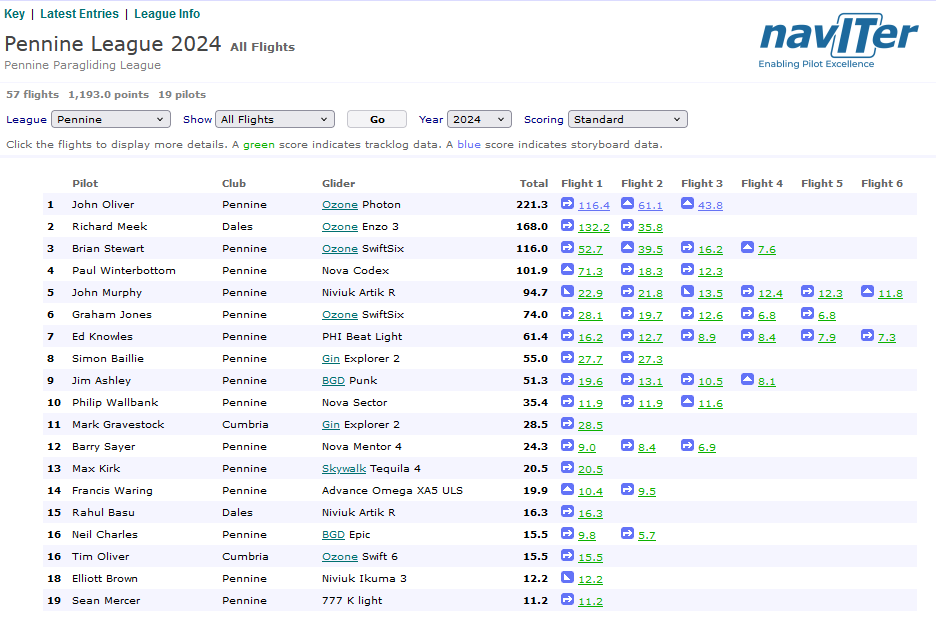 Key | Latest Entries | League Info
Pennine League 2024 All Flights
Pennine Paragliding League
navITer
Enabling Pilot Excellence
57 flights 1,193.0 points 19 pilots
League Pennine Show All Flights Go Year 2024 Scoring Standard
Click the flights to display more details. A green score indicates tracklog data. A blue score indicates storyboard data.
Pilot Club Glider Total Flight 1 Flight 2 Flight 3 Flight 4 Flight 5 Flight 6
1 John Oliver Pennine Ozone Photon 221.3 116.4 61.1 43.8
2 Richard Meek Dales Ozone Enzo 3 168.0 132.2 35.8
3 Brian Stewart Pennine Ozone SwiftSix 116.0 52.7 39.5 16.2 7.6
4 Paul Winterbottom Pennine Nova Codex 101.9 71.3 18.3 12.3
5 John Murphy Pennine Niviuk Artik R 94.7 22.9 21.8 13.5 12.4 12.3 11.8
6 Graham Jones Pennine Ozone SwiftSix 74.0 28.1 19.7 12.6 6.8 6.8
7 Ed Knowles Pennine PHI Beat Light 61.4 16.2 12.7 8.9 8.4 7.9 7.3
8 Simon Baillie Pennine Gin Explorer 2 55.0 27.7 27.3
9 Jim Ashley Pennine BGD Punk 51.3 19.6 13.1 10.5 8.1
10 Philip Wallbank Pennine Nova Sector 35.4 11.9 11.9 11.6
11 Mark Gravestock Cumbria Gin Explorer 2 28.5 28.5
12 Barry Sayer Pennine Nova Mentor 4 24.3 9.0 8.4 6.9
13 Max Kirk Pennine Skywalk Tequila 4 20.5 20.5
14 Francis Waring Pennine Advance Omega XA5 ULS 19.9 10.4 9.5
15 Rahul Basu Dales Niviuk Artik R 16.3 16.3
16 Neil Charles Pennine BGD Epic 15.5 9.8 5.7
16 Tim Oliver Cumbria Ozone Swift 6 15.5 15.5
18 Elliott Brown Pennine Niviuk Ikuma 3 12.2 12.2
19 Sean Mercer Pennine 777 K light 11.2 11.2